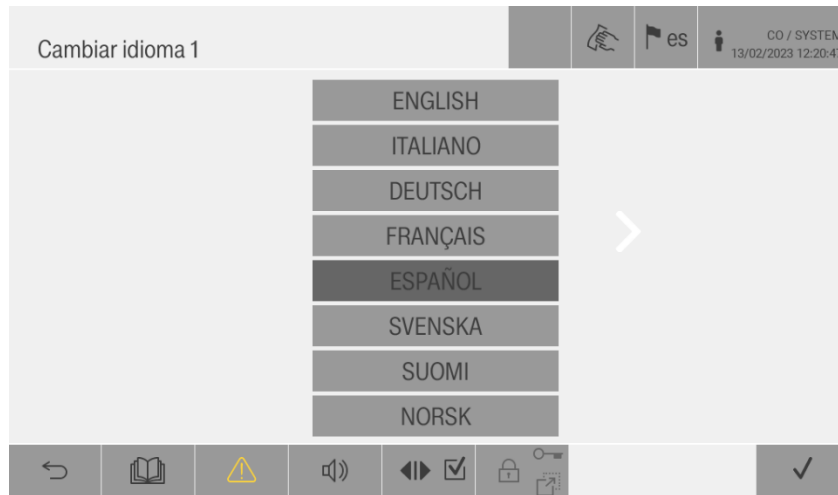 Cambiar idioma 1
es
CO / SYSTEM
13/02/2023 12:20:47
ENGLISH
ITALIANO
DEUTSCH
FRANÇAIS
ESPAÑOL
SVENSKA
SUOMI
NORSK